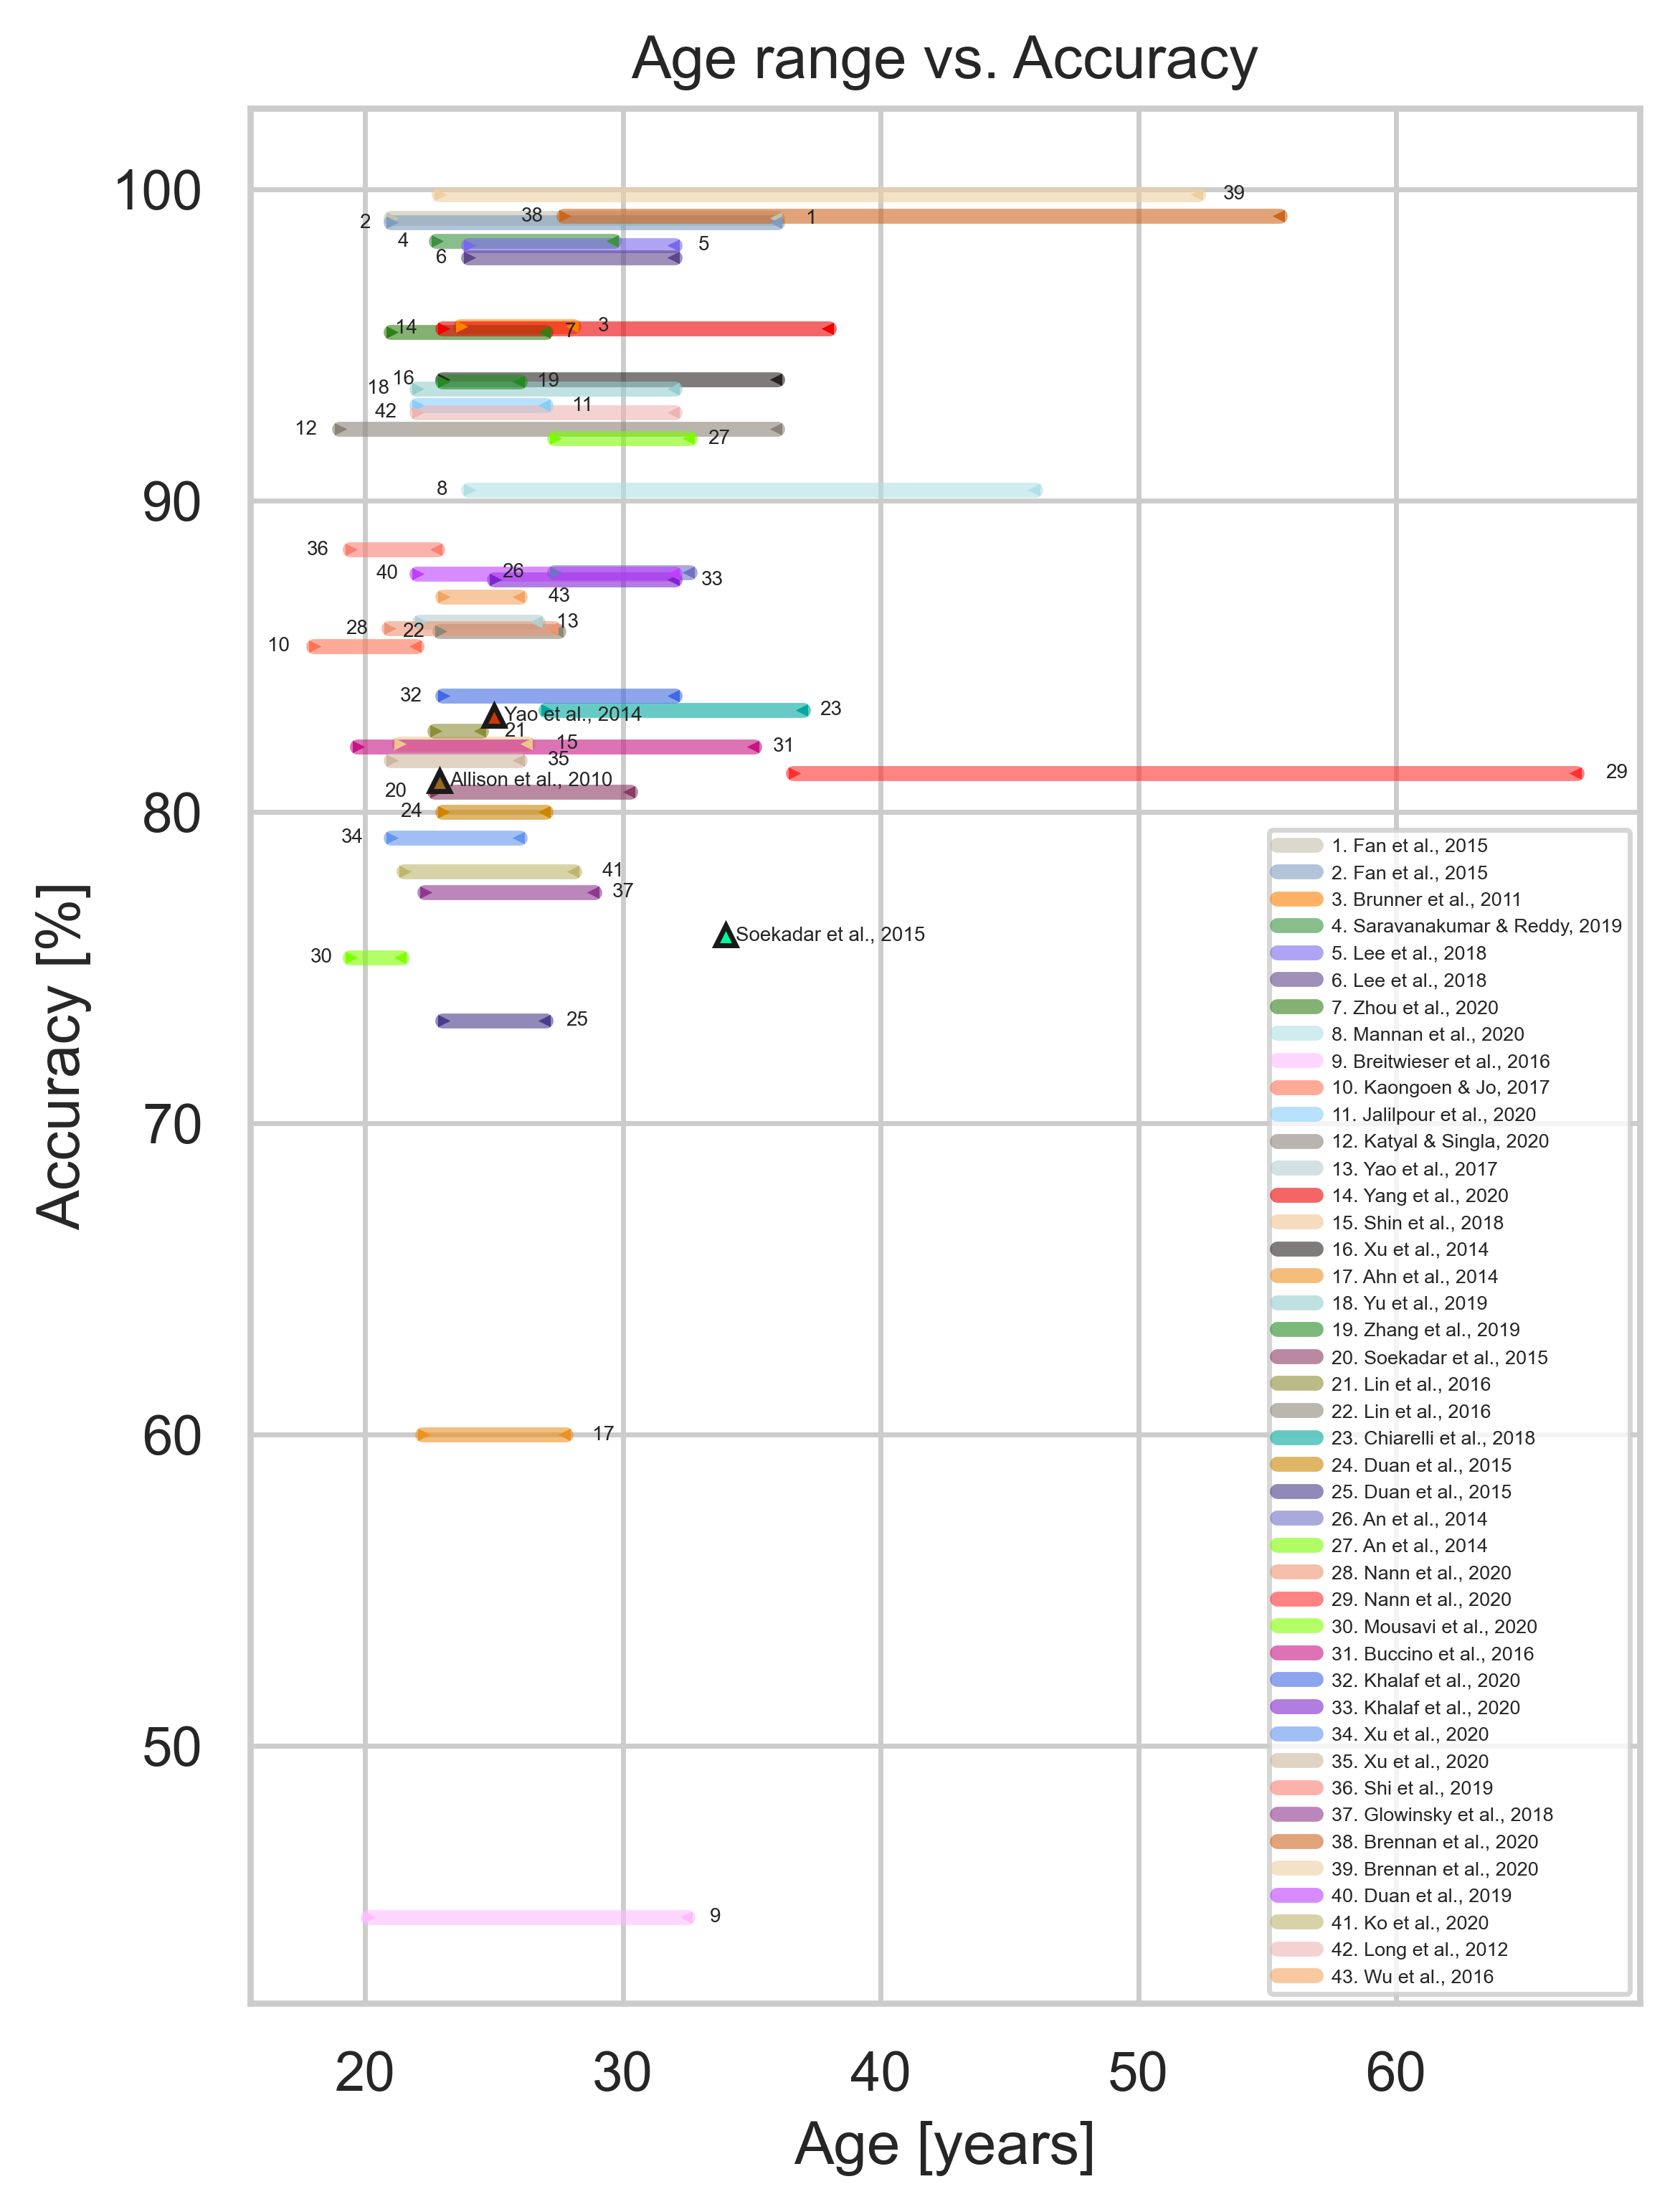 Age range vs. Accuracy
100
90
80
70
60
50
Accuracy [%]
39
2
38
1
4
5
6
14
3
7
16
19
18
11
42
12
27
8
36
40
26
33
43
13
28
22
10
32
Yao et al., 2014
23
21
15
31
35
29
Allison et al., 2010
20
24
34
41
37
Soekadar et al., 2015
30
25
17
9
1. Fan et al., 2015
2. Fan et al., 2015
3. Brunner et al., 2011
4. Saravanakumar & Reddy, 2019
5. Lee et al., 2018
6. Lee et al., 2018
7. Zhou et al., 2020
8. Mannan et al., 2020
9. Breitwieser et al., 2016
10. Kaongoen & Jo, 2017
11. Jalilpour et al., 2020
12. Katyal & Singla, 2020
13. Yao et al., 2017
14. Yang et al., 2020
15. Shin et al., 2018
16. Xu et al., 2014
17. Ahn et al., 2014
18. Yu et al., 2019
19. Zhang et al., 2019
20. Soekadar et al., 2015
21. Lin et al., 2016
22. Lin et al., 2016
23. Chiarelli et al., 2018
24. Duan et al., 2015
25. Duan et al., 2015
26. An et al., 2014
27. An et al., 2014
28. Nann et al., 2020
29. Nann et al., 2020
30. Mousavi et al., 2020
31. Buccino et al., 2016
32. Khalaf et al., 2020
33. Khalaf et al., 2020
34. Xu et al., 2020
35. Xu et al., 2020
36. Shi et al., 2019
37. Glowinsky et al., 2018
38. Brennan et al., 2020
39. Brennan et al., 2020
40. Duan et al., 2019
41. Ko et al., 2020
42. Long et al., 2012
43. Wu et al., 2016
20 30 40 50 60
Age [years]